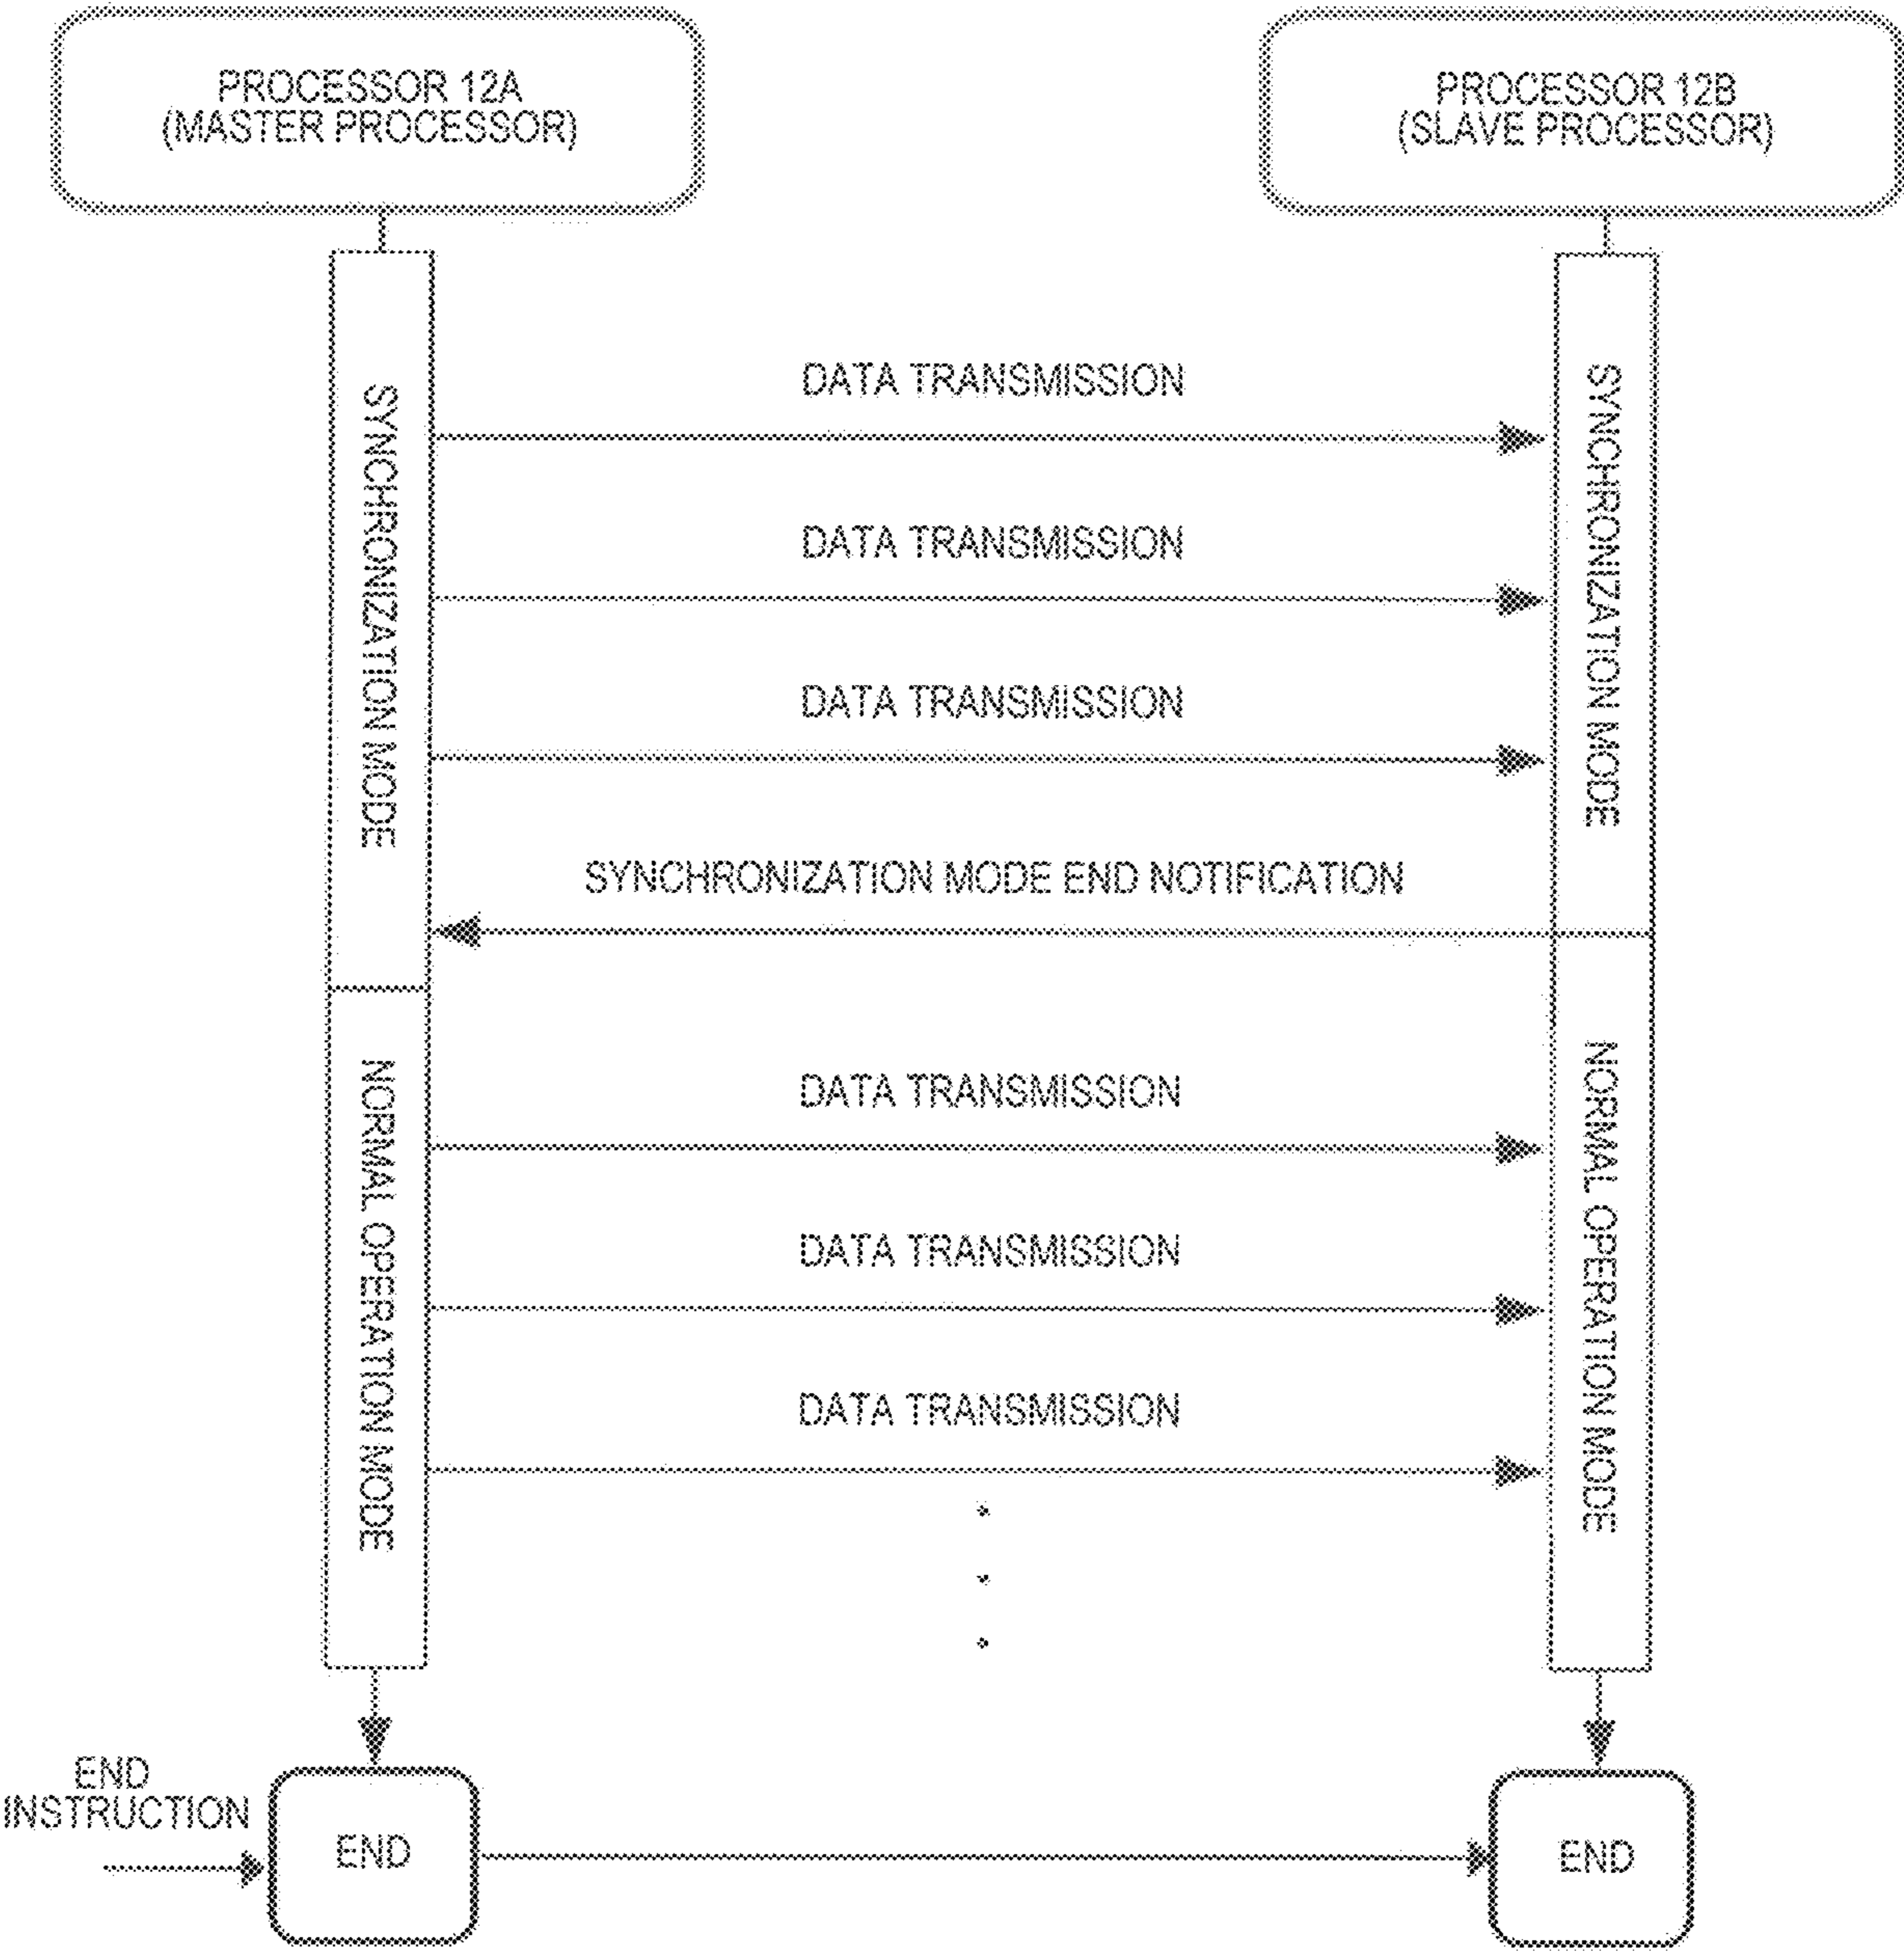 PROCESSOR 12A
(MASTER PROCESSOR)
PROCESSOR 12B
(SLAVE PROCESSOR)
SYNCHRONIZATION MODE
SYNCHRONIZATION MODE
DATA TRANSMISSION
DATA TRANSMISSION
DATA TRANSMISSION
SYNCHRONIZATION MODE END NOTIFICATION
NORMAL OPERATION MODE
NORMAL OPERATION MODE
DATA TRANSMISSION
DATA TRANSMISSION
DATA TRANSMISSION
END
INSTRUCTION
END
END